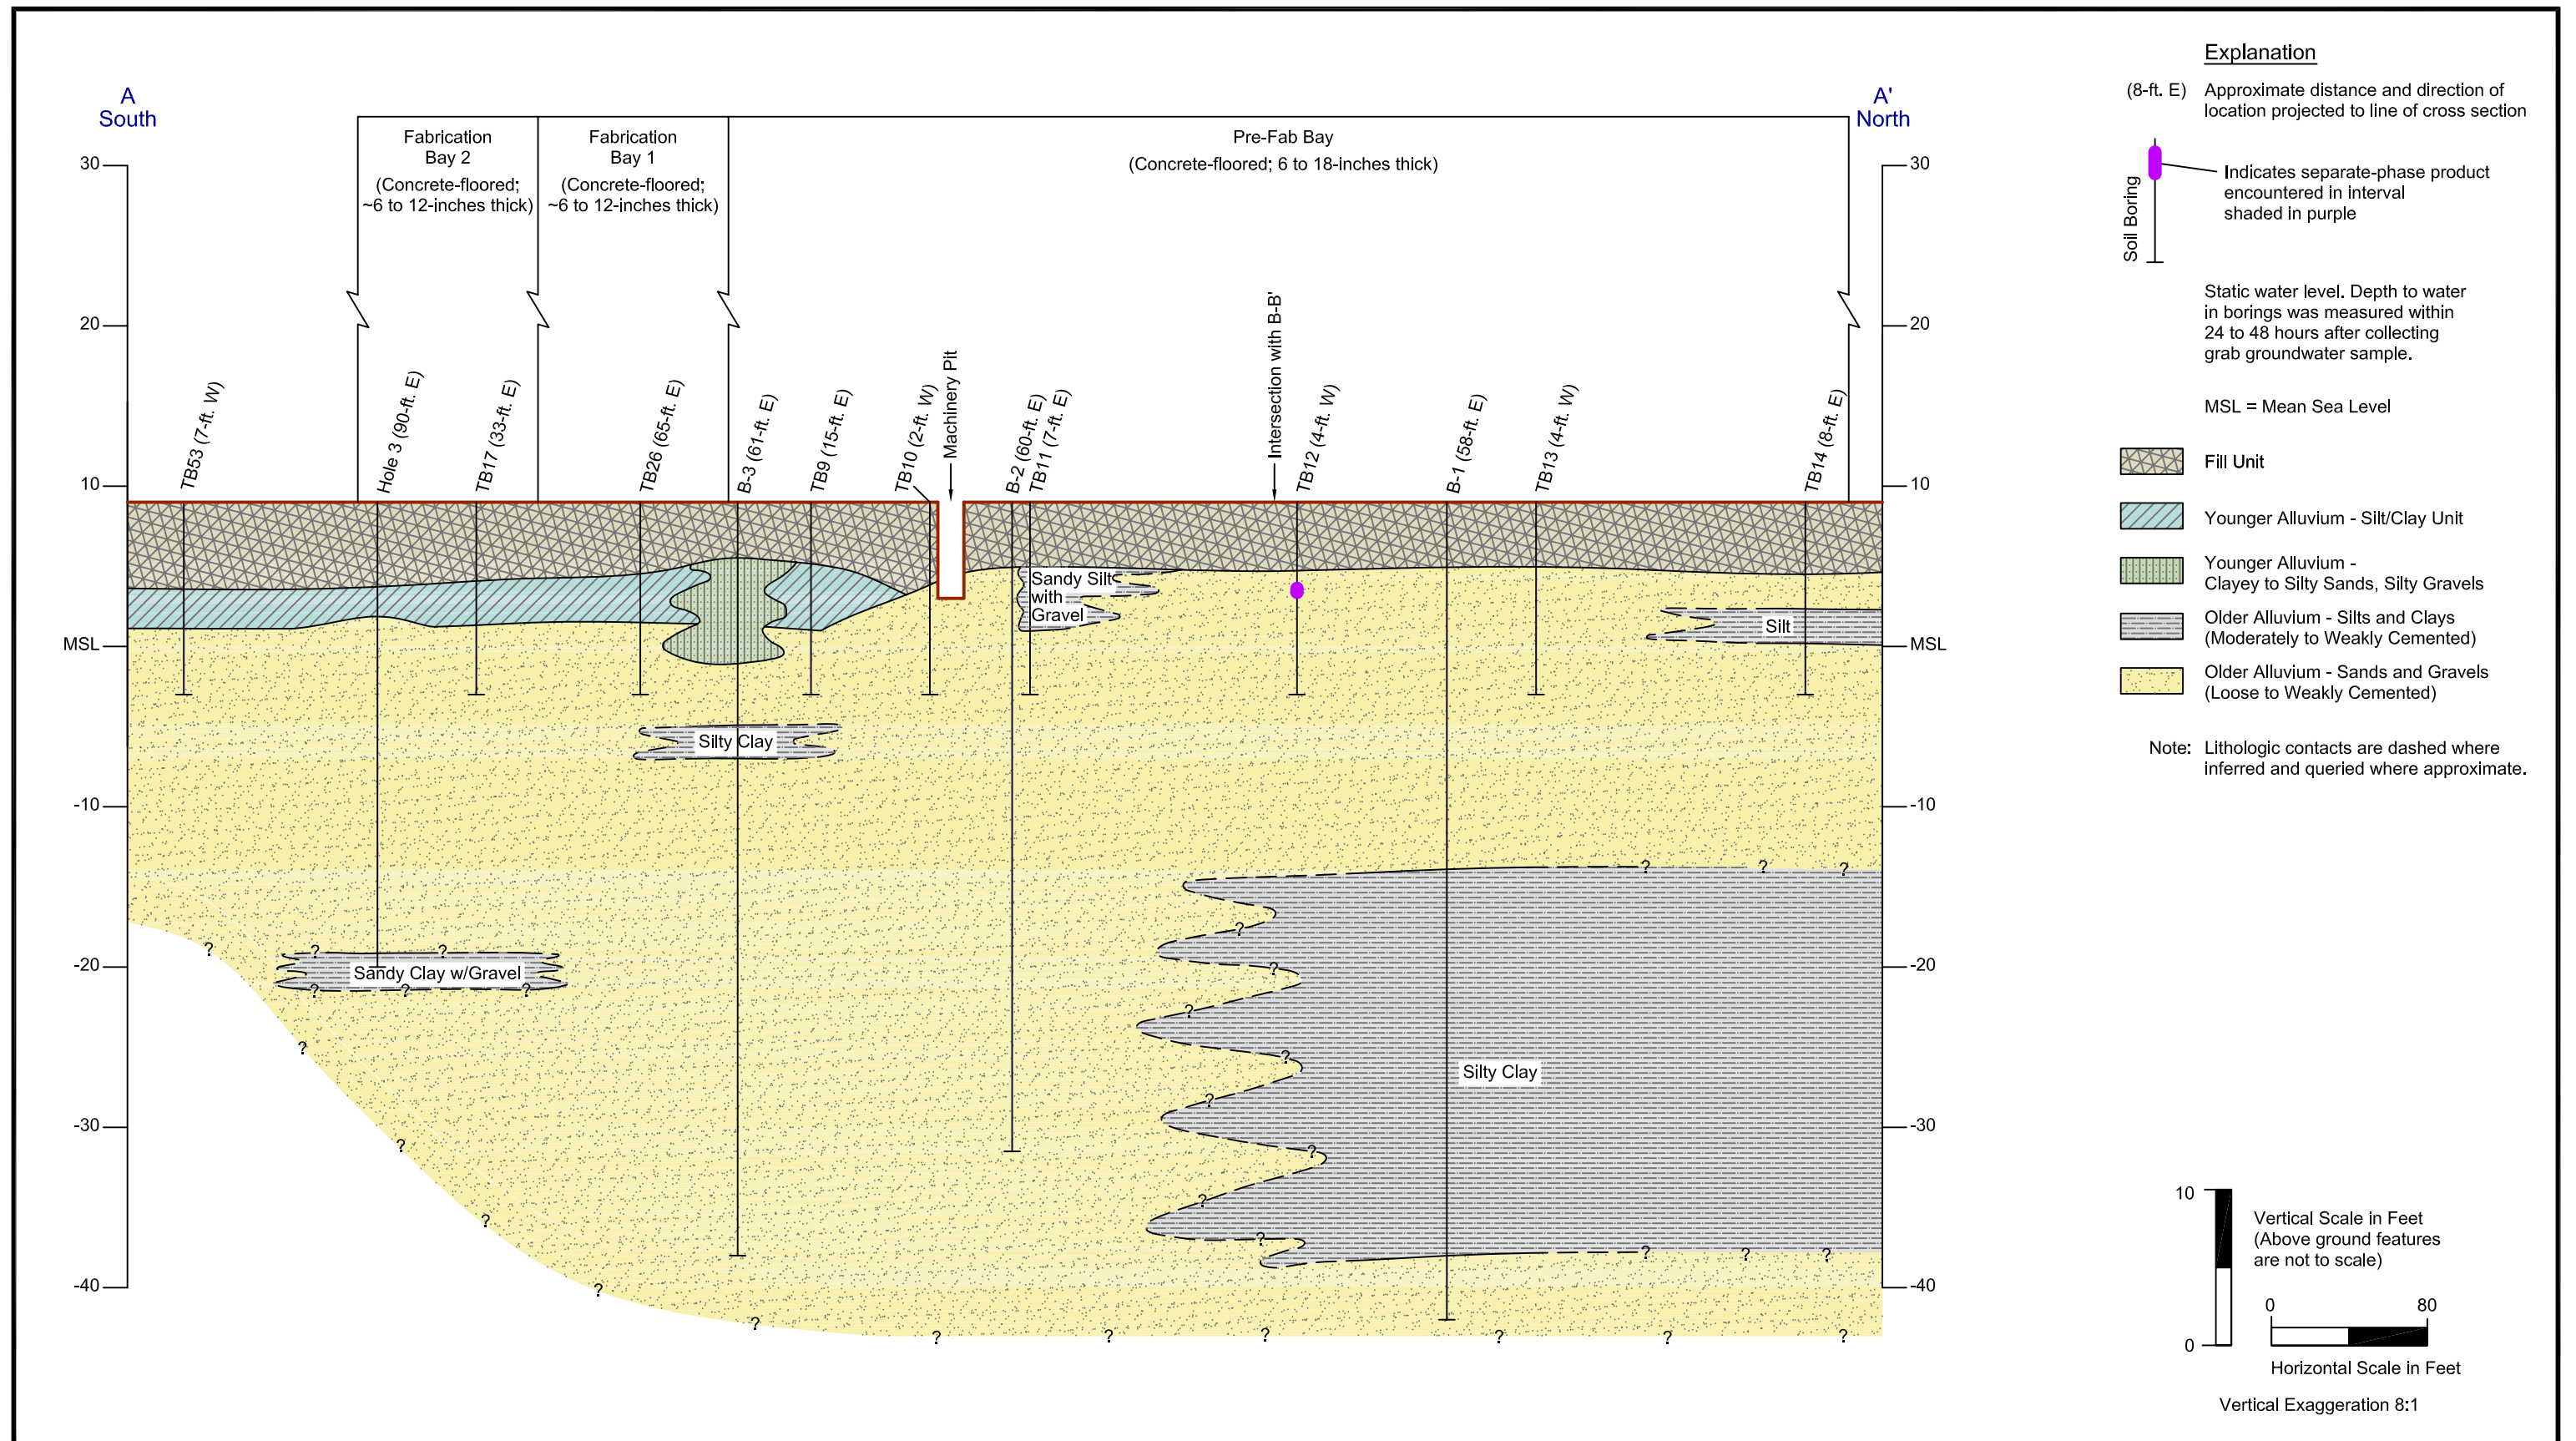 A
South
A'
North
Fabrication
Bay 2
(Concrete-floored;
~6 to 12-inches thick)
Fabrication
Bay 1
(Concrete-floored;
~6 to 12-inches thick)
Pre-Fab Bay
(Concrete-floored; 6 to 18-inches thick)
30
20
10
MSL
-10
-20
-30
-40
30
20
10
MSL
-10
-20
-30
-40
TB53 (7-ft. W)
Hole 3 (90-ft. E)
TB17 (33-ft. E)
TB26 (65-ft. E)
B-3 (61-ft. E)
TB9 (15-ft. E)
TB10 (2-ft. W)
Machinery Pit
B-2 (60-ft. E)
TB11 (7-ft. E)
Intersection with B-B'
TB12 (4-ft. W)
B-1 (58-ft. E)
TB13 (4-ft. W)
TB14 (8-ft. E)
Sandy Silt
with
Gravel
Silt
Silty Clay
Sandy Clay w/Gravel
Silty Clay
? ? ?
? ? ?
? ? ?
? ? ? ? ? ? ? ? ?
? ? ?
? ? ? ? ? ? ? ? ? ? ? ? ?
Explanation
(8-ft. E) Approximate distance and direction of
location projected to line of cross section
Soil Boring
Indicates separate-phase product
encountered in interval
shaded in purple
Static water level. Depth to water
in borings was measured within
24 to 48 hours after collecting
grab groundwater sample.
MSL = Mean Sea Level
Fill Unit
Younger Alluvium - Silt/Clay Unit
Younger Alluvium -
Clayey to Silty Sands, Silty Gravels
Older Alluvium - Silts and Clays
(Moderately to Weakly Cemented)
Older Alluvium - Sands and Gravels
(Loose to Weakly Cemented)
Note: Lithologic contacts are dashed where
inferred and queried where approximate.
10
0
Vertical Scale in Feet
(Above ground features
are not to scale)
0 80
Horizontal Scale in Feet
Vertical Exaggeration 8:1